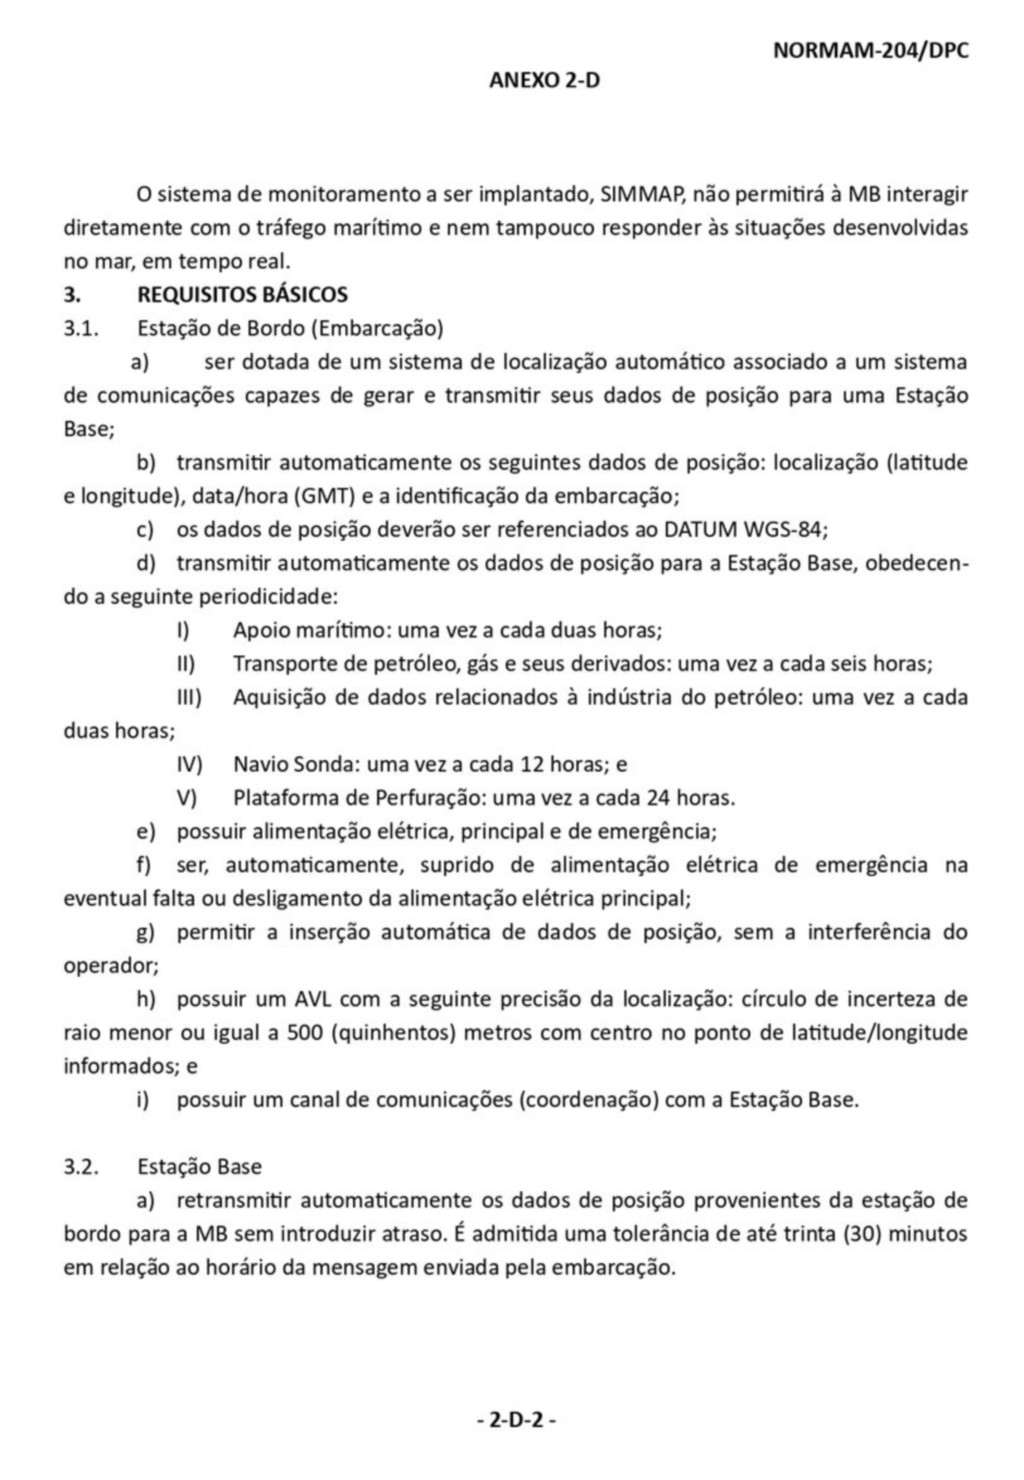 NORMAM-204/DPC
ANEXO 2-D
O sistema de monitoramento a ser implantado, SIMMAP, não permitirá à MB interagir
diretamente com o tráfego marítimo e nem tampouco responder às situações desenvolvidas
no mar, em tempo real.
3. REQUISITOS BÁSICOS
3.1. Estação de Bordo (Embarcação)
a) ser dotada de um sistema de localização automático associado a um sistema
de comunicações capazes de gerar e transmitir seus dados de posição para uma Estação
Base;
b) transmitir automaticamente os seguintes dados de posição: localização (latitude
e longitude), data/hora (GMT) e a identificação da embarcação;
c) os dados de posição deverão ser referenciados ao DATUM WGS-84;
d) transmitir automaticamente os dados de posição para a Estação Base, obedecen-
do a seguinte periodicidade:
I) Apoio marítimo: uma vez a cada duas horas;
II) Transporte de petróleo, gás e seus derivados: uma vez a cada seis horas;
III) Aquisição de dados relacionados à indústria do petróleo: uma vez a cada
duas horas;
IV) Navio Sonda: uma vez a cada 12 horas; e
V) Plataforma de Perfuração: uma vez a cada 24 horas.
e) possuir alimentação elétrica, principal e de emergência;
f) ser, automaticamente, suprido de alimentação elétrica de emergência na
eventual falta ou desligamento da alimentação elétrica principal;
g) permitir a inserção automática de dados de posição, sem a interferência do
operador;
h) possuir um AVL com a seguinte precisão da localização: círculo de incerteza de
raio menor ou igual a 500 (quinhentos) metros com centro no ponto de latitude/longitude
informados; e
i) possuir um canal de comunicações (coordenação) com a Estação Base.
3.2. Estação Base
a) retransmitir automaticamente os dados de posição provenientes da estação de
bordo para a MB sem introduzir atraso. É admitida uma tolerância de até trinta (30) minutos
em relação ao horário da mensagem enviada pela embarcação.
- 2-D-2 -